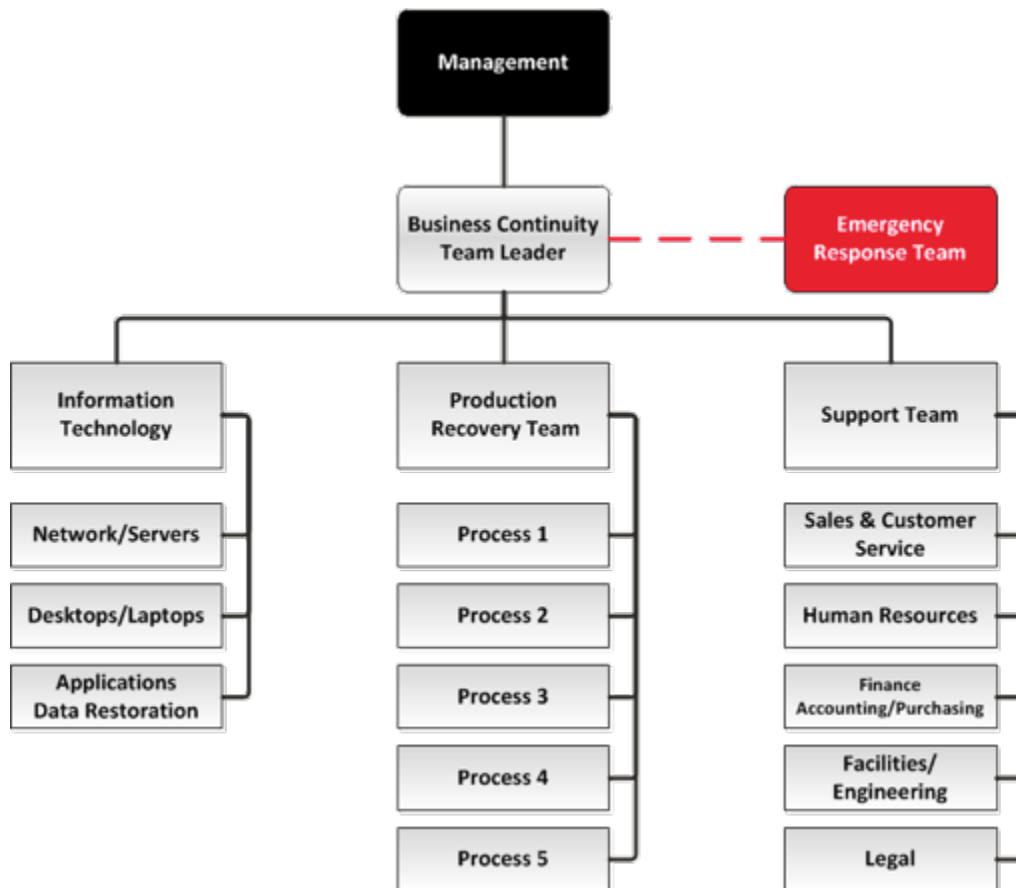 Management
Business Continuity
Team Leader
Emergency
Response Team
Information
Technology
Production
Recovery Team
Support Team
Network/Servers
Desktops/Laptops
Applications
Data Restoration
Process 1
Process 2
Process 3
Process 4
Process 5
Sales & Customer
Service
Human Resources
Finance
Accounting/Purchasing
Facilities/
Engineering
Legal